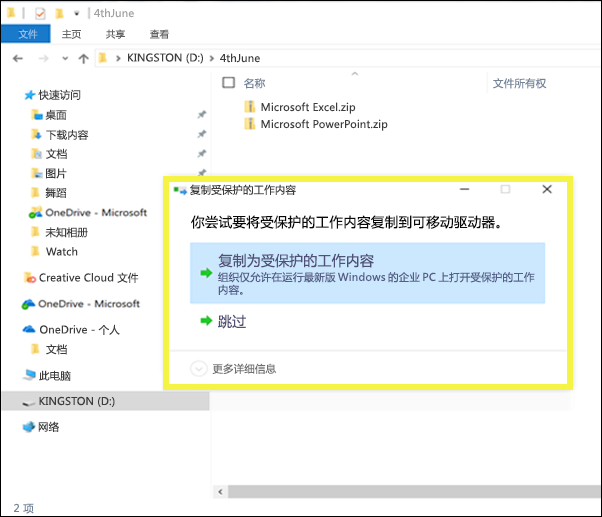 4thJune
文件 主页 共享 查看
KINGSTON (D:) 4thJune
名称 文件所有权
快速访问
桌面
下载内容
文档
图片
舞蹈
OneDrive - Microsoft
未知相册
Watch
Creative Cloud 文件
OneDrive - Microsoft
OneDrive - 个人
文档
此电脑
KINGSTON (D:)
网络
Microsoft Excel.zip
Microsoft PowerPoint.zip
复制受保护的工作内容
你尝试要将受保护的工作内容复制到可移动驱动器。
复制为受保护的工作内容
组织仅允许在运行最新版 Windows 的企业 PC 上打开受保护的工作
内容。
跳过
更多详细信息
2 项